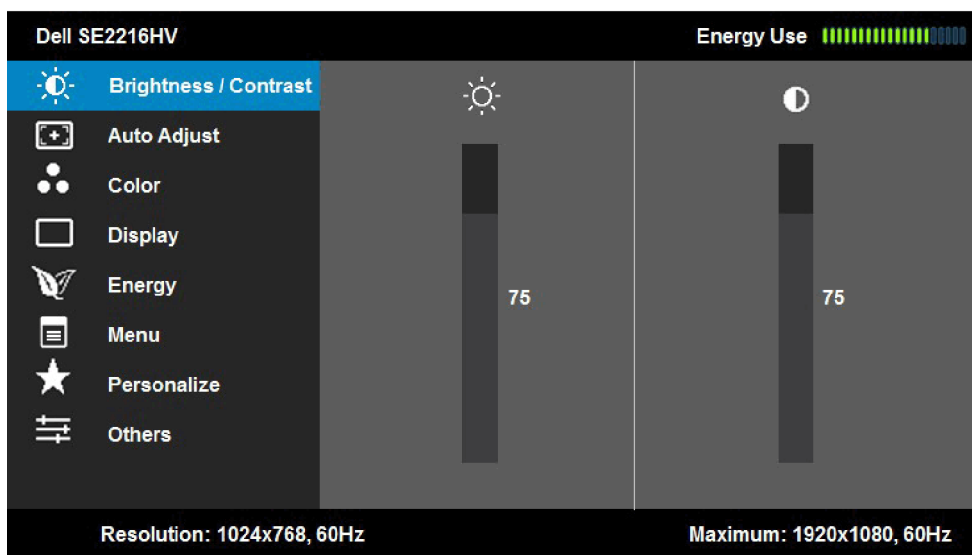 Dell SE2216HV Energy Use
Brightness / Contrast
Auto Adjust
Color
Display
Energy
Menu
Personalize
Others
75 75
Resolution: 1024x768, 60Hz Maximum: 1920x1080, 60Hz